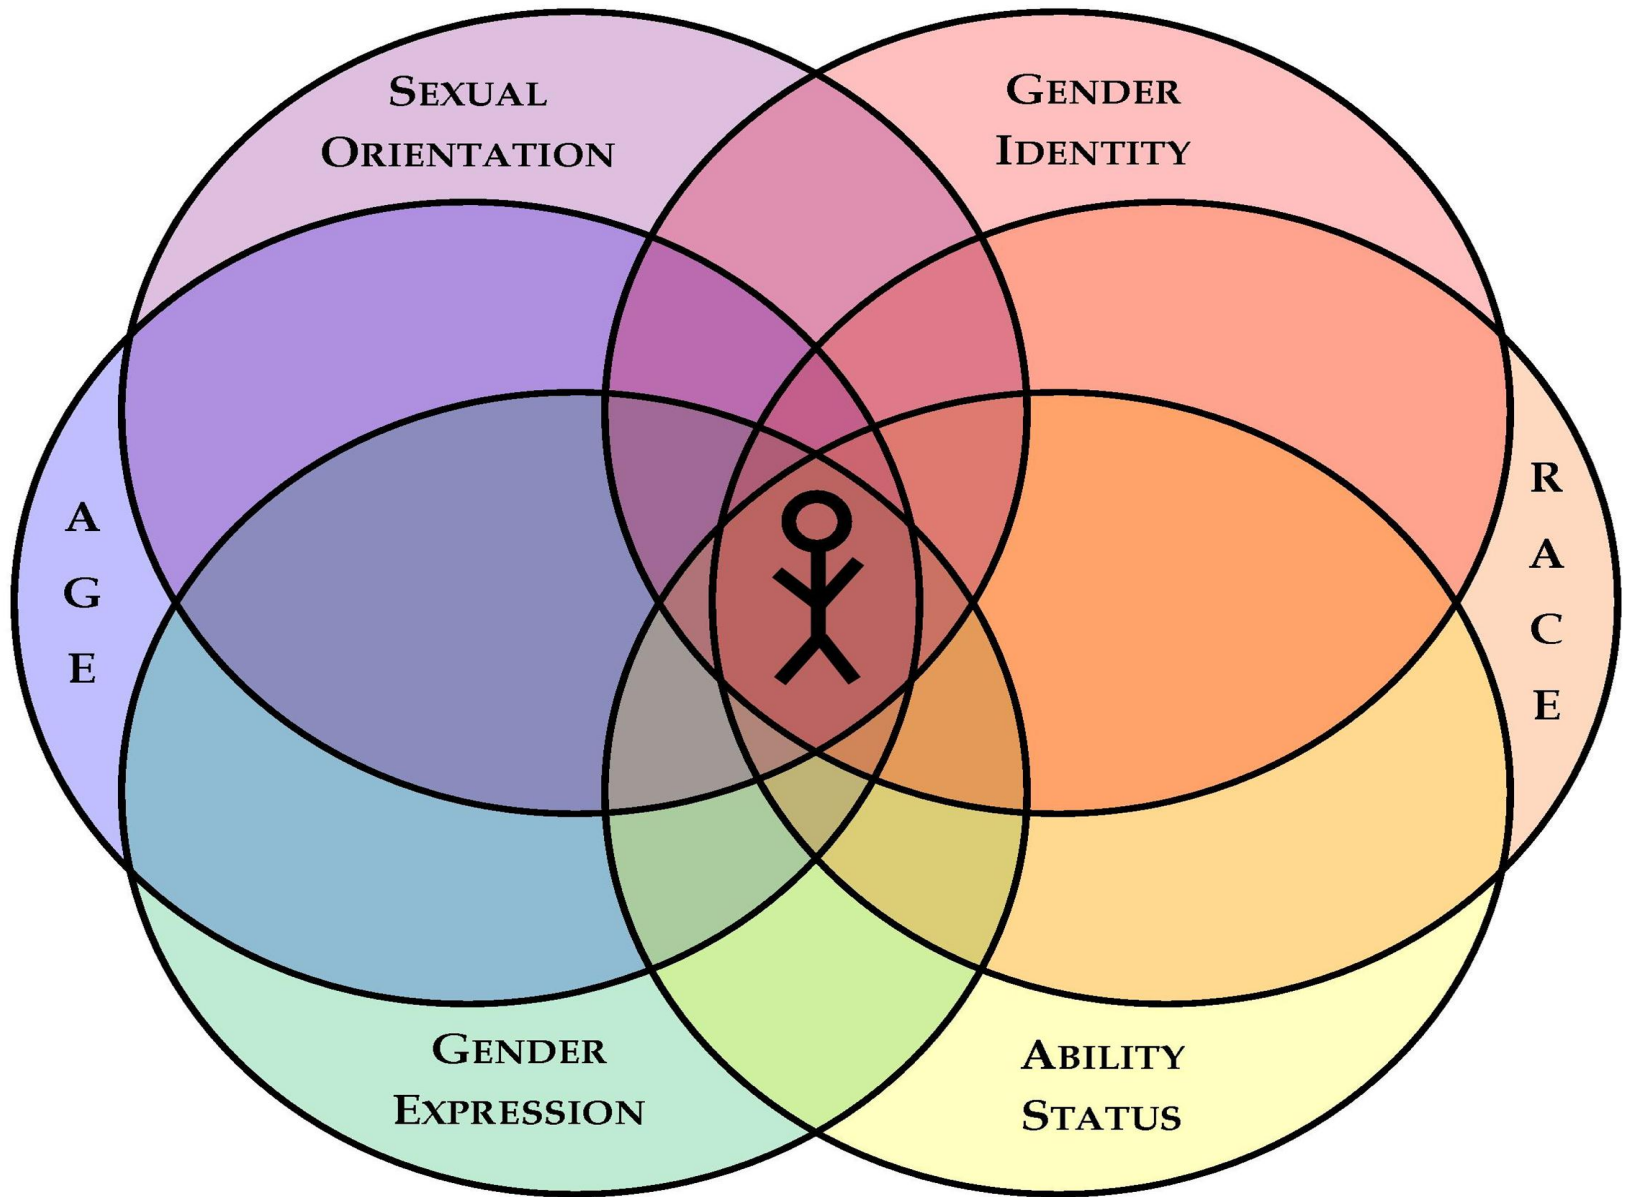 SEXUAL
ORIENTATION
GENDER
IDENTITY
A
G
E
R
A
C
E
GENDER
EXPRESSION
ABILITY
STATUS